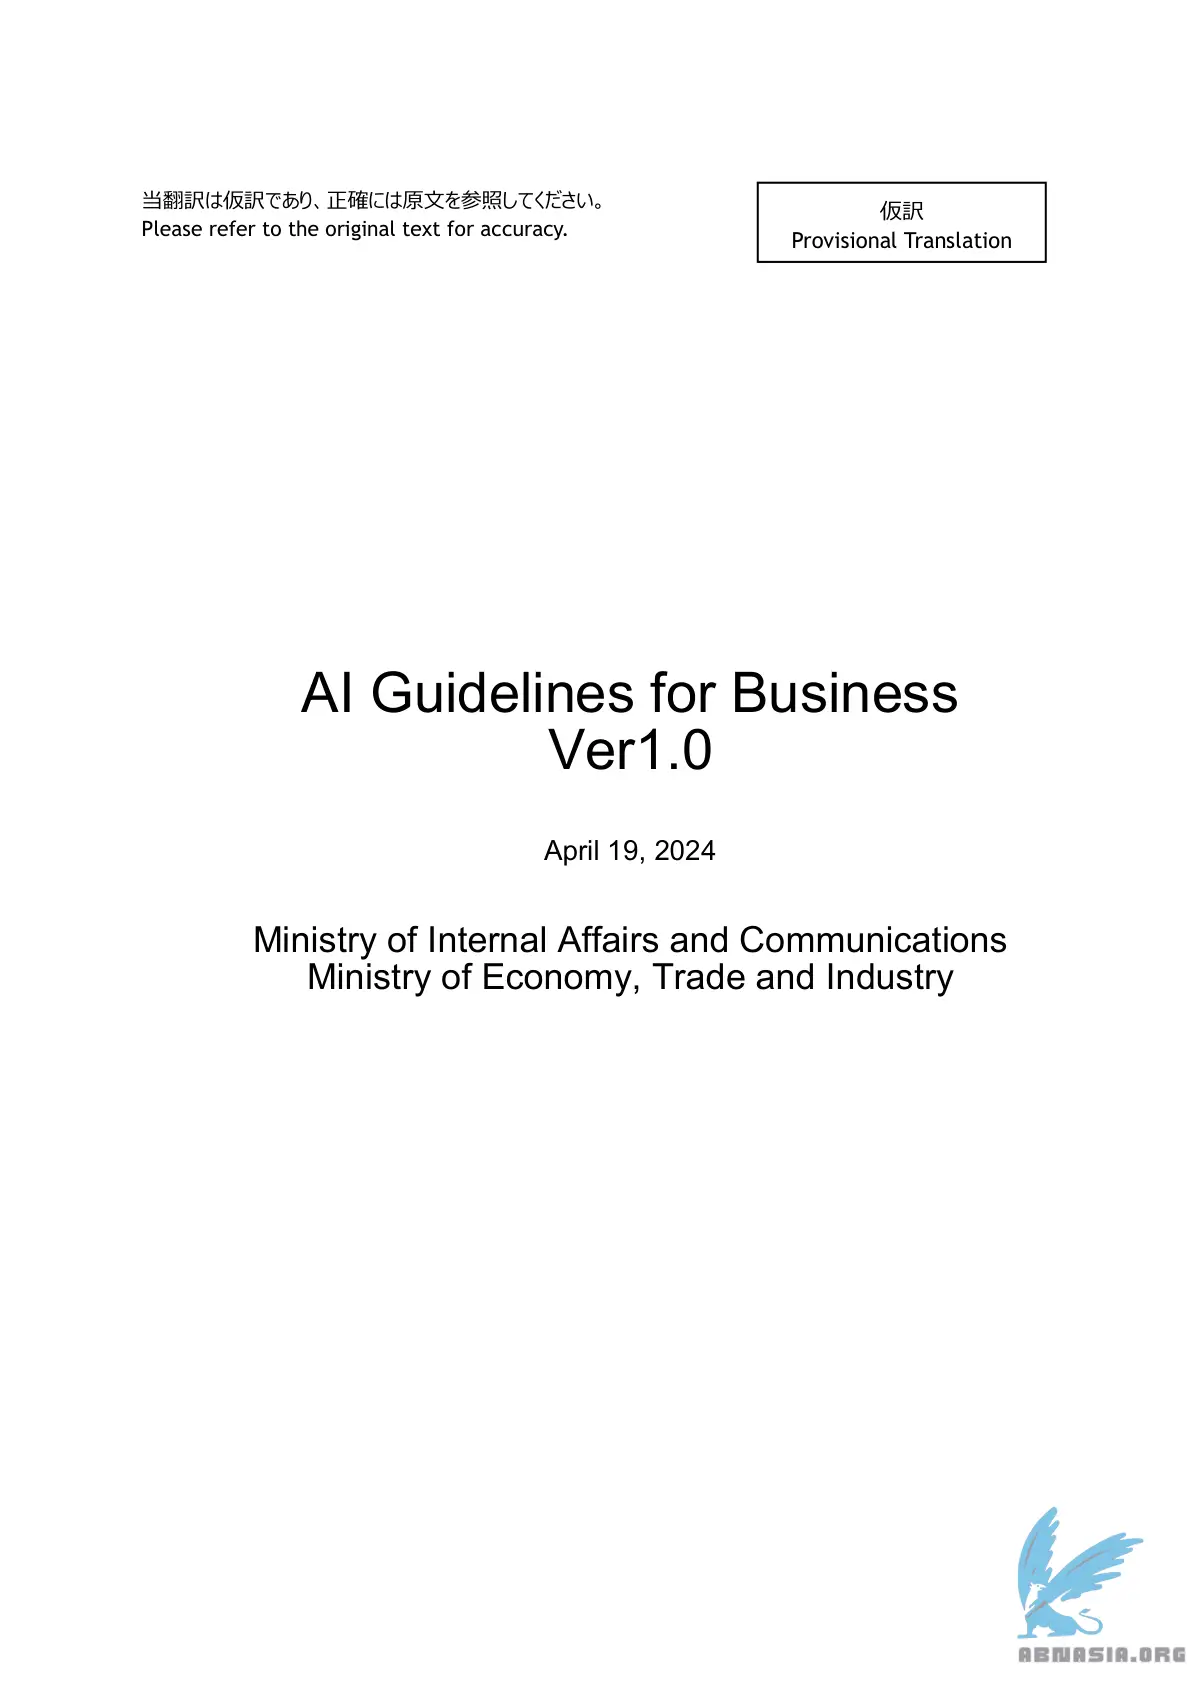 当翻訳は仮訳であり、正確には原文を参照してください。
Please refer to the original text for accuracy.
仮訳
Provisional Translation
AI Guidelines for Business
Ver1.0
April 19, 2024
Ministry of Internal Affairs and Communications
Ministry of Economy, Trade and Industry
ABNASIA.ORG